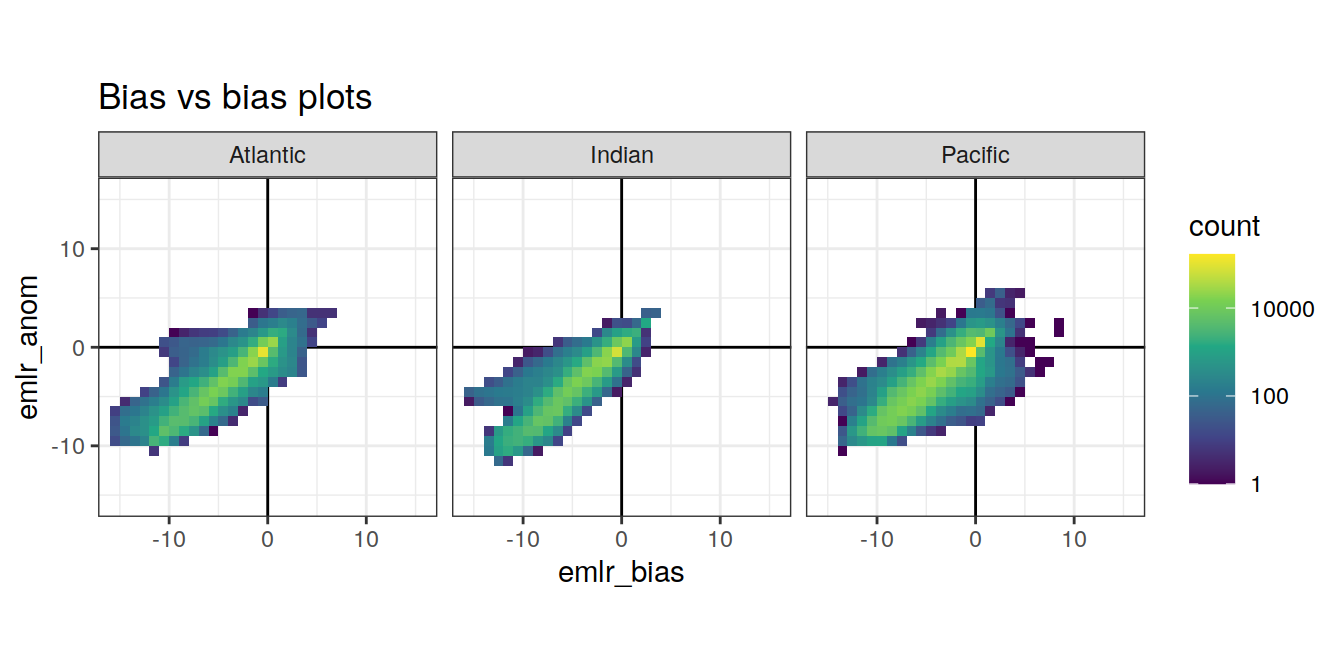 Bias vs bias plots
Atlantic
Indian
Pacific
emlr_anom
10
0
-10
-10 0 10
-10 0 10
-10 0 10
emlr_bias
count
10000
100
1